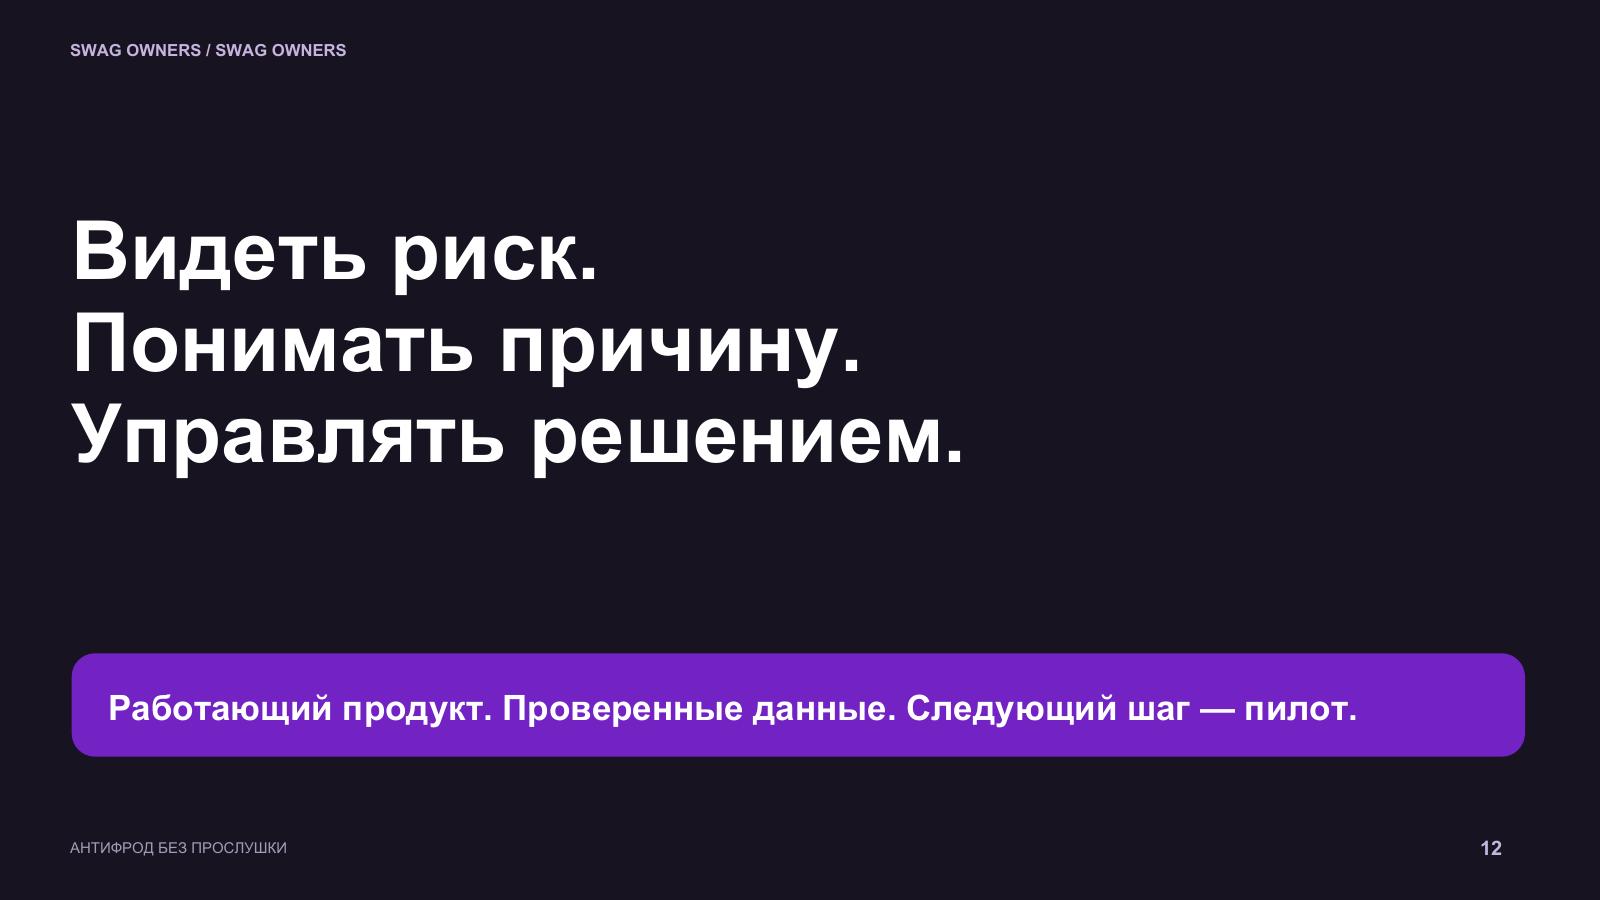 SWAG OWNERS / SWAG OWNERS
Видеть риск.
Понимать причину.
Управлять решением.
Работающий продукт. Проверенные данные. Следующий шаг — пилот.
АНТИФРОД БЕЗ ПРОСЛУШКИ
12